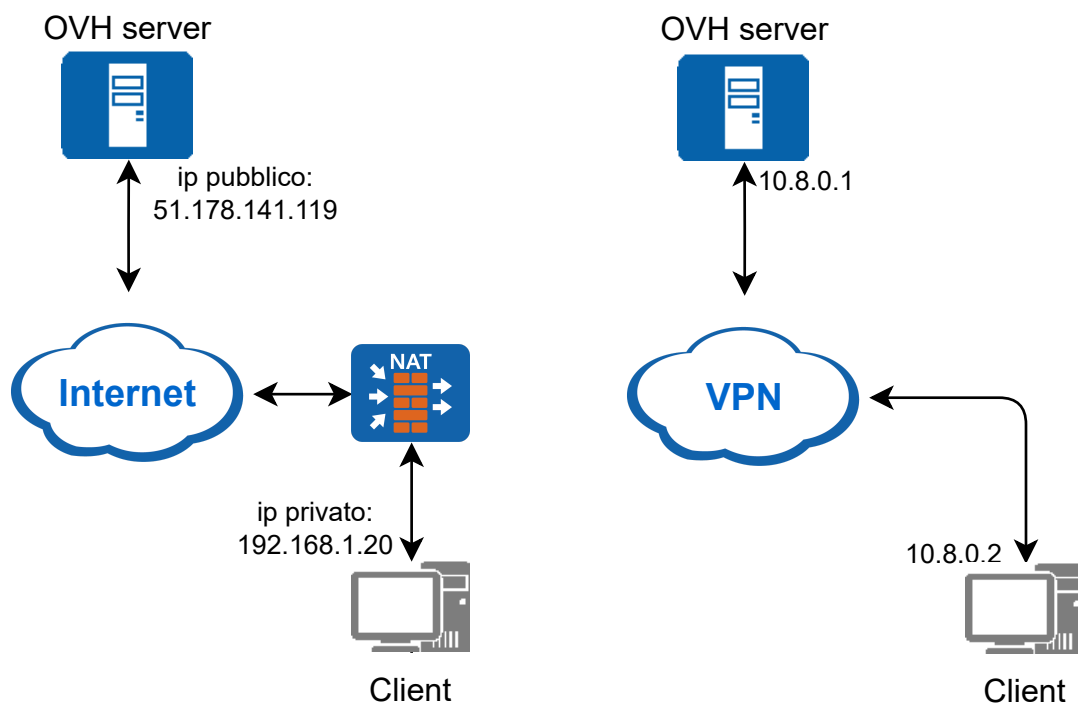 OVH server
ip pubblico:
51.178.141.119
Internet
NAT
ip privato:
192.168.1.20
Client
OVH server
10.8.0.1
VPN
10.8.0.2
Client